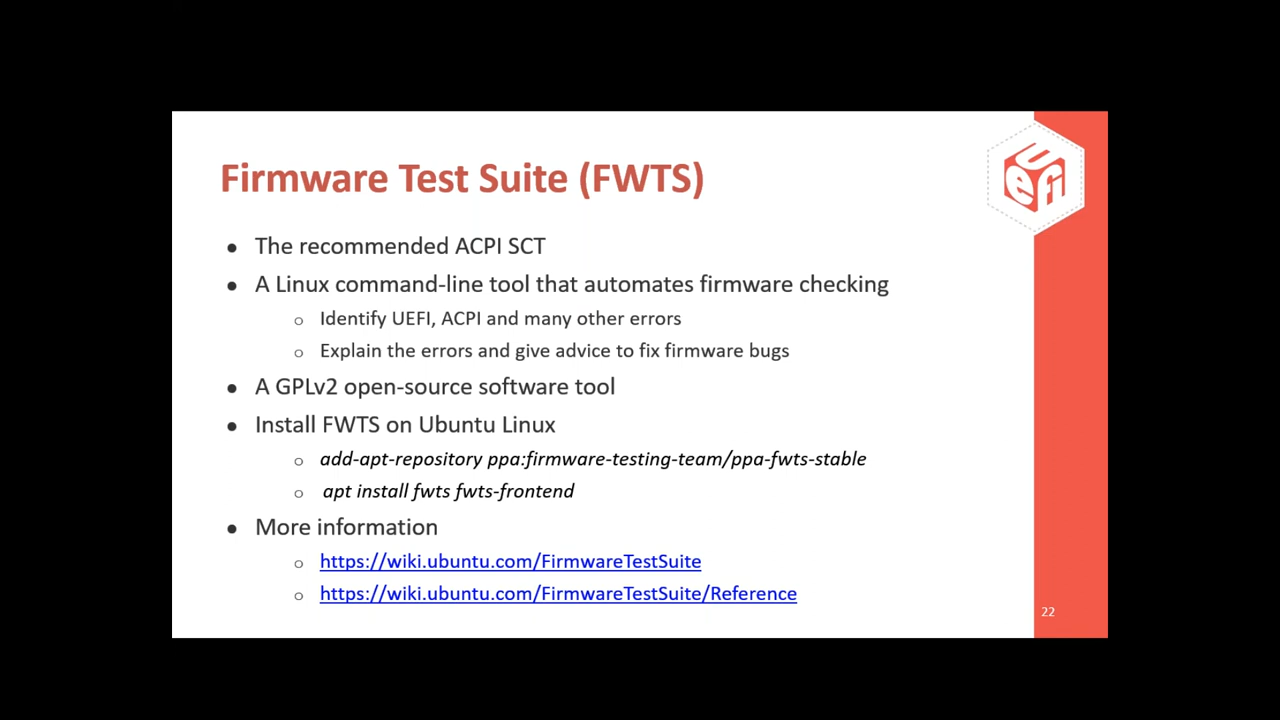 Firmware Test Suite (FWTS)
UEFI
● The recommended ACPI SCT
● A Linux command-line tool that automates firmware checking
○ Identify UEFI, ACPI and many other errors
○ Explain the errors and give advice to fix firmware bugs
● A GPLv2 open-source software tool
● Install FWTS on Ubuntu Linux
○ add-apt-repository ppa:firmware-testing-team/ppa-fwts-stable
○ apt install fwts fwts-frontend
● More information
○ https://wiki.ubuntu.com/FirmwareTestSuite
○ https://wiki.ubuntu.com/FirmwareTestSuite/Reference
22